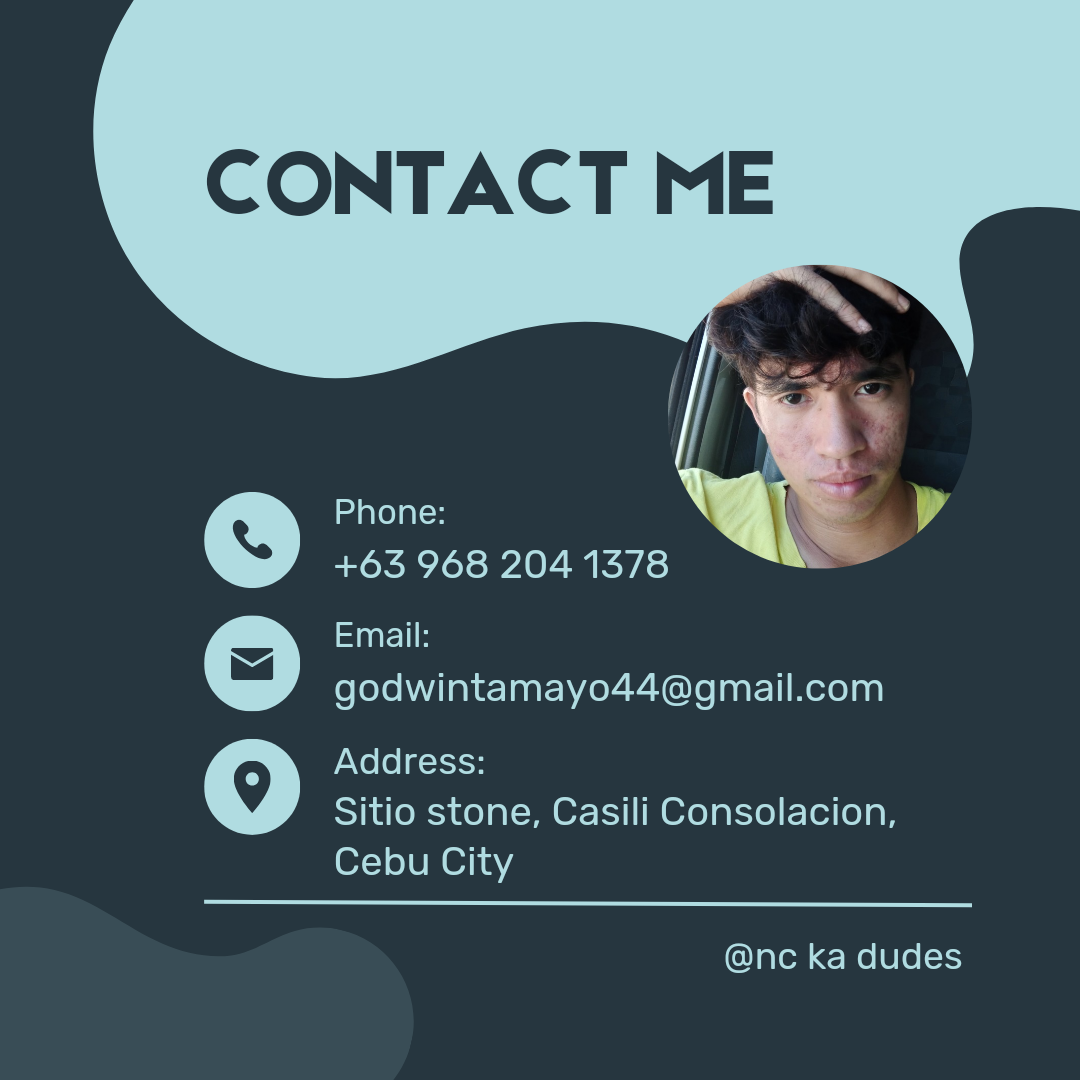 CONTACT ME
Phone:
+63 968 204 1378
Email:
godwintamayo44@gmail.com
Address:
Sitio stone, Casili Consolacion,
Cebu City
@nc ka dudes